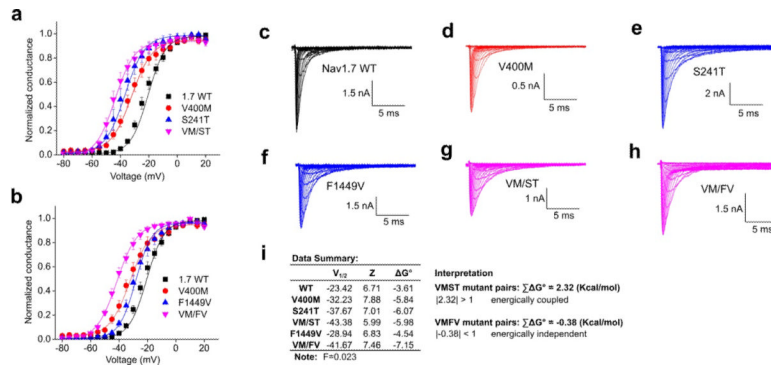 a
Normalized conductance
1.0
0.8
0.6
0.4
0.2
0.0
1.7 WT
V400M
S241T
VM/ST
-80 -60 -40 -20 0 20
Voltage (mV)
b
Normalized conductance
1.0
0.8
0.6
0.4
0.2
0.0
1.7 WT
V400M
F1449V
VM/FV
-80 -60 -40 -20 0 20
Voltage (mV)
c
Nav1.7 WT
1.5 nA
5 ms
d
V400M
0.5 nA
5 ms
e
S241T
2 nA
5 ms
f
F1449V
1.5 nA
5 ms
g
VM/ST
1 nA
5 ms
h
VM/FV
1.5 nA
5 ms
i
Data Summary:
V1/2 Z ΔG°
WT -23.42 6.71 -3.61
V400M -32.23 7.88 -5.84
S241T -37.67 7.01 -6.07
VM/ST -43.38 5.99 -5.98
F1449V -28.94 6.83 -4.54
VM/FV -41.67 7.46 -7.15
Note: F=0.023
Interpretation
VMST mutant pairs: ∑ΔG° = 2.32 (Kcal/mol)
|2.32| > 1 energically coupled
VMFV mutant pairs: ∑ΔG° = -0.38 (Kcal/mol)
|-0.38| < 1 energically independent